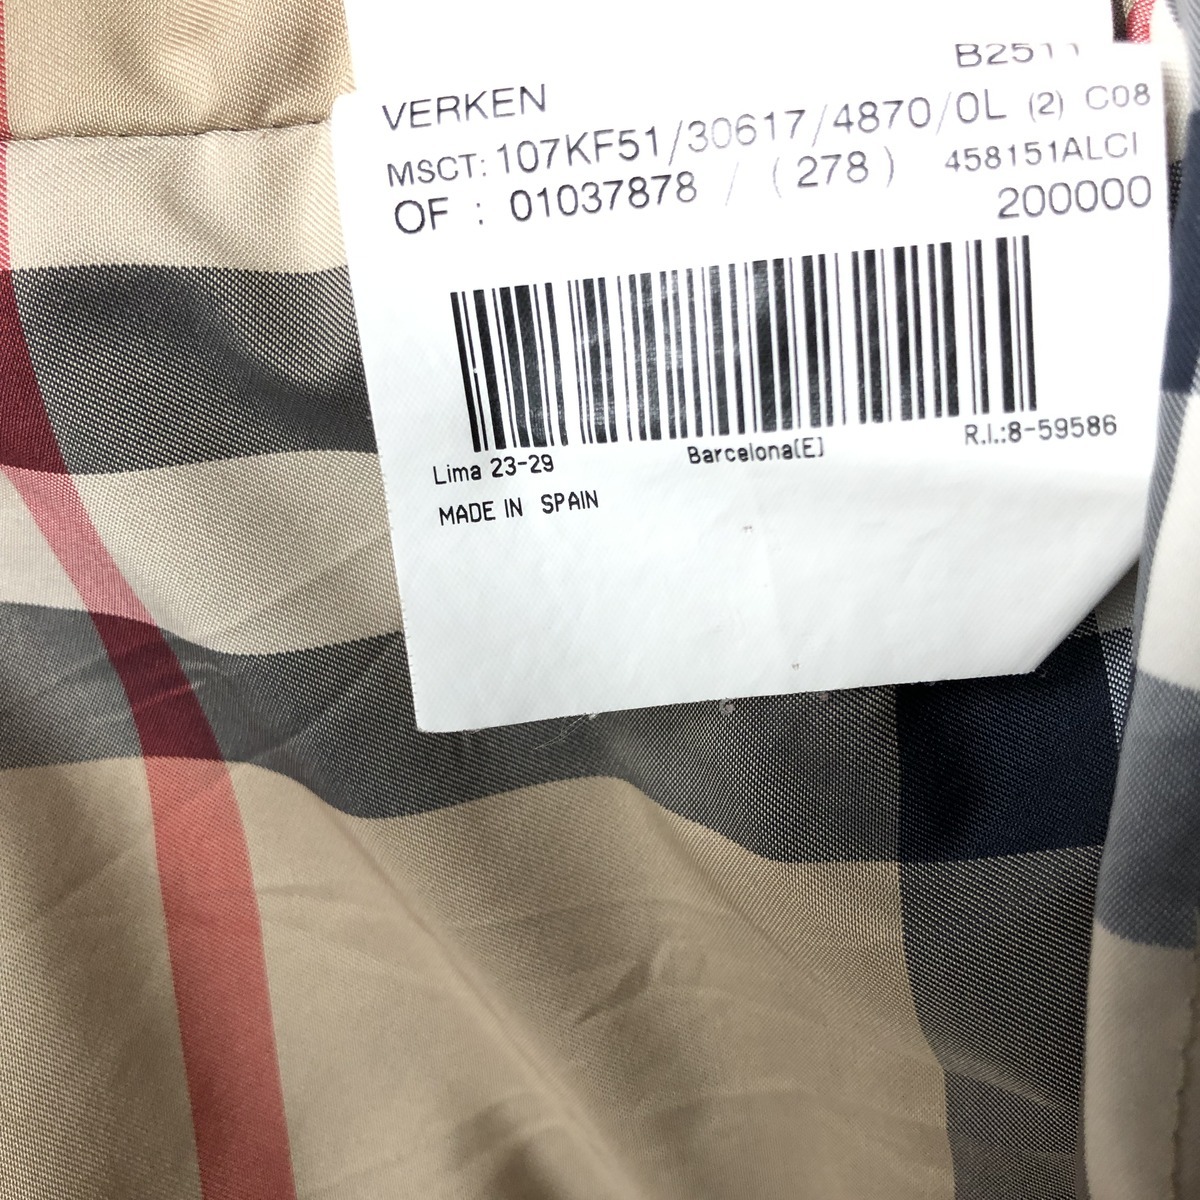 VERKEN
MSCT: 107KF51/30617/4870/0L (2) C08
OF : 01037878 / (278) 458151ALCI
200000
Lima 23-29 Barcelona(E) R.I.:8-59586
MADE IN SPAIN